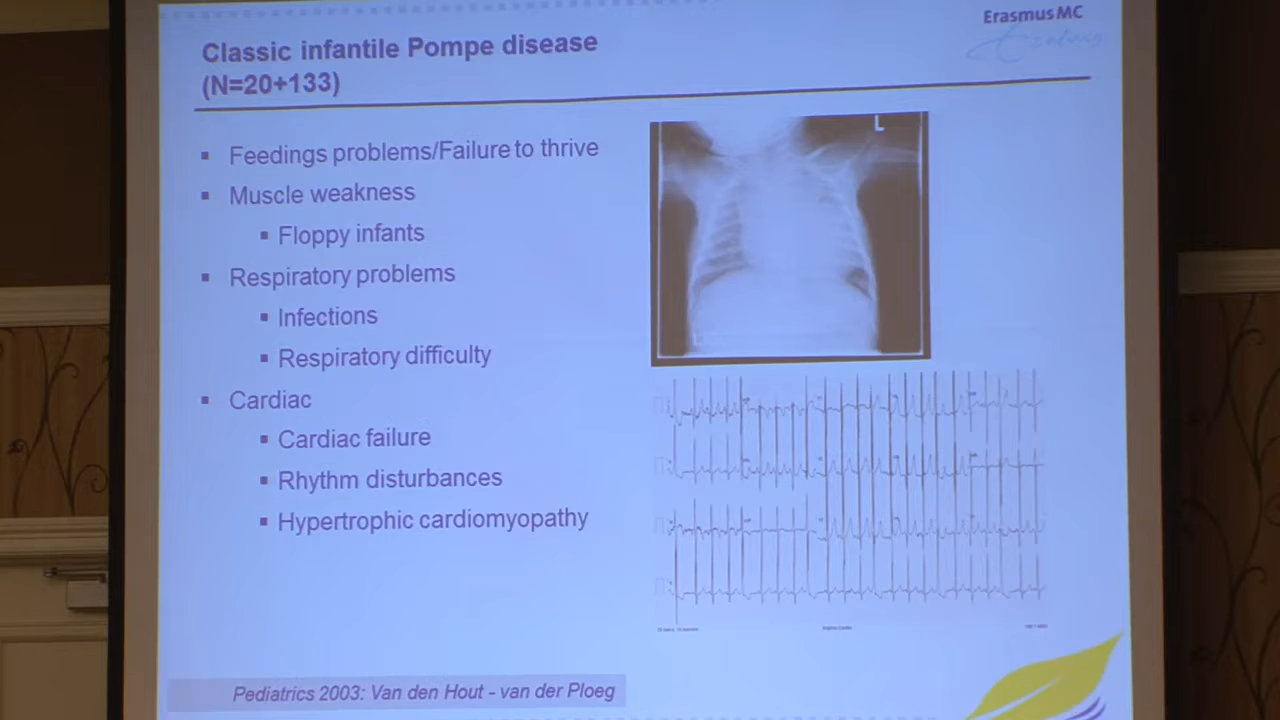 Erasmus MC
Erasmus
Classic infantile Pompe disease
(N=20+133)
▪ Feedings problems/Failure to thrive
▪ Muscle weakness
▪ Floppy infants
▪ Respiratory problems
▪ Infections
▪ Respiratory difficulty
▪ Cardiac
▪ Cardiac failure
▪ Rhythm disturbances
▪ Hypertrophic cardiomyopathy
L
Pediatrics 2003: Van den Hout - van der Ploeg